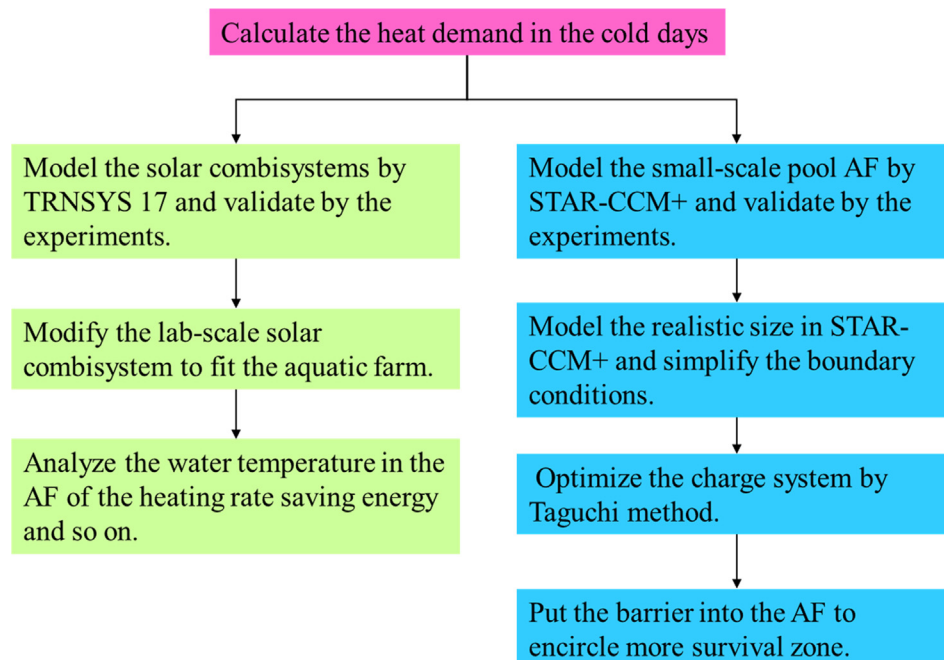 Calculate the heat demand in the cold days
Model the solar combisystems by
TRNSYS 17 and validate by the
experiments.
Modify the lab-scale solar
combisystem to fit the aquatic farm.
Analyze the water temperature in the
AF of the heating rate saving energy
and so on.
Model the small-scale pool AF by
STAR-CCM+ and validate by the
experiments.
Model the realistic size in STAR-
CCM+ and simplify the boundary
conditions.
Optimize the charge system by
Taguchi method.
Put the barrier into the AF to
encircle more survival zone.